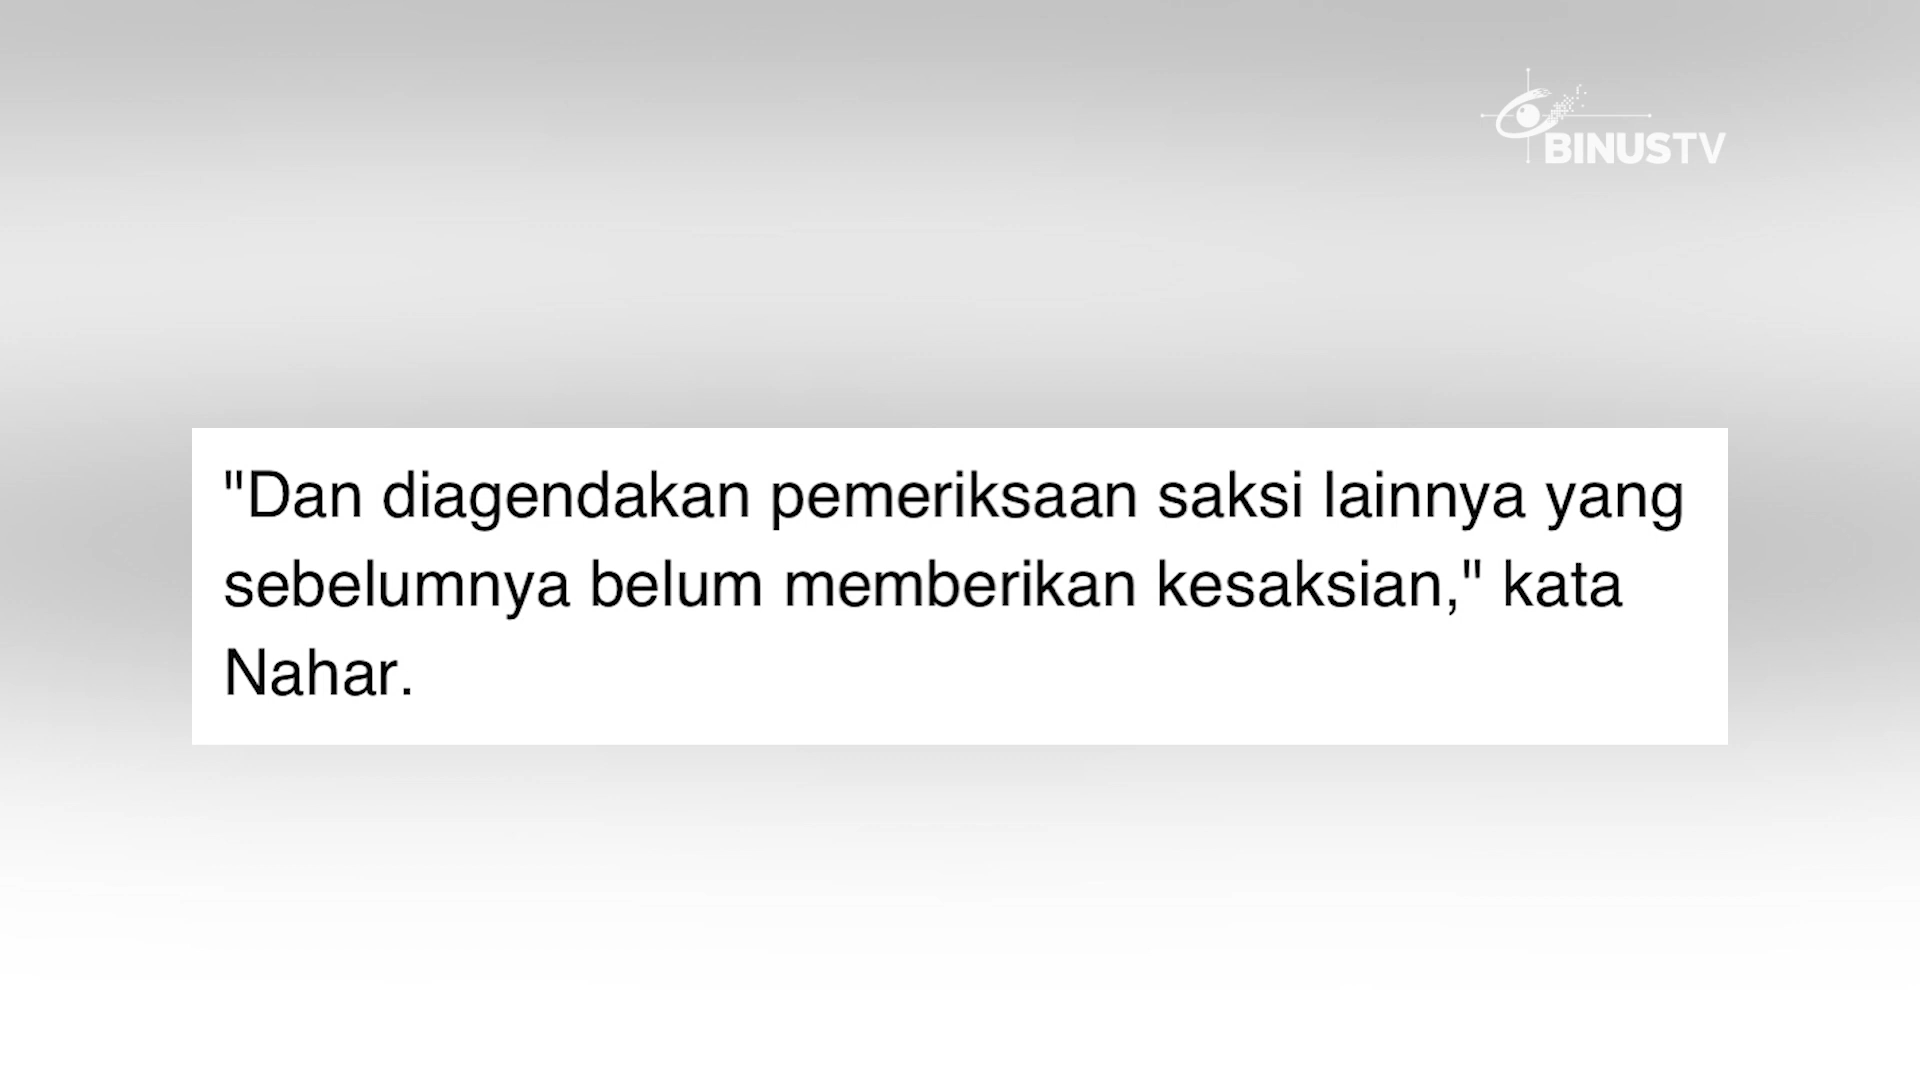 BINUSTV
"Dan diagendakan pemeriksaan saksi lainnya yang
sebelumnya belum memberikan kesaksian," kata
Nahar.